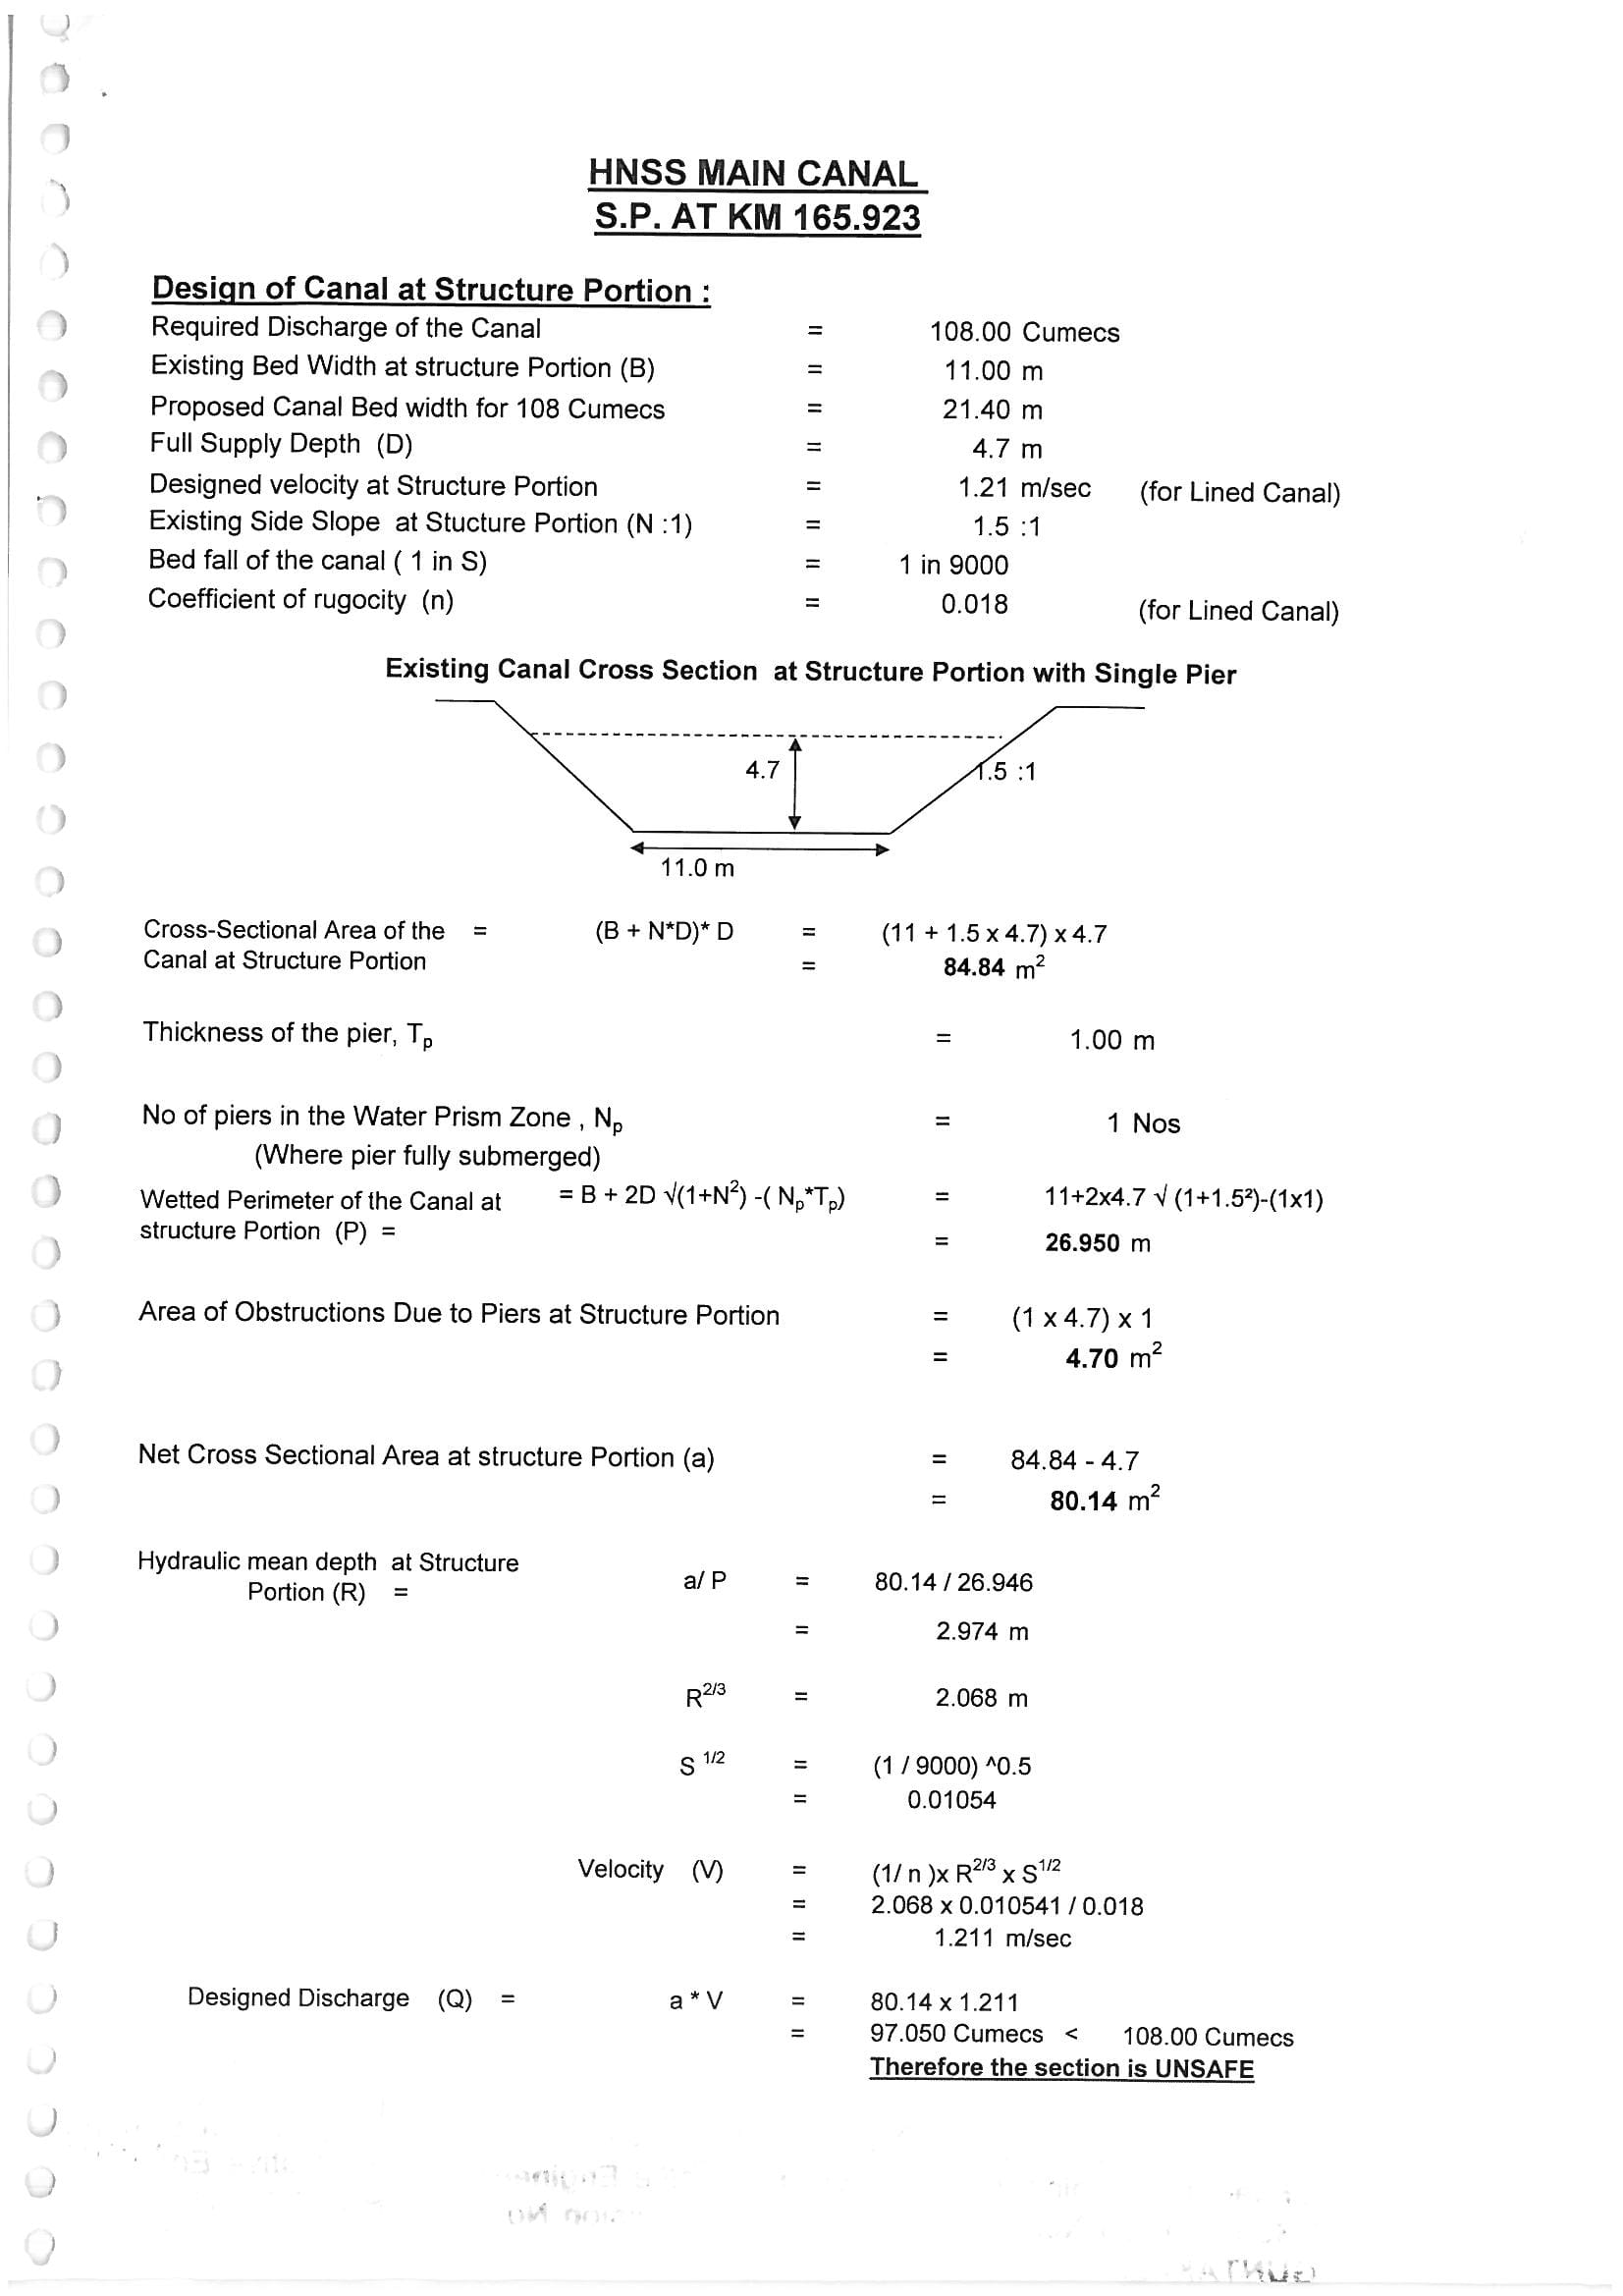 HNSS MAIN CANAL
S.P. AT KM 165.923
Design of Canal at Structure Portion :
Required Discharge of the Canal = 108.00 Cumecs
Existing Bed Width at structure Portion (B) = 11.00 m
Proposed Canal Bed width for 108 Cumecs = 21.40 m
Full Supply Depth (D) = 4.7 m
Designed velocity at Structure Portion = 1.21 m/sec (for Lined Canal)
Existing Side Slope at Stucture Portion (N :1) = 1.5 :1
Bed fall of the canal ( 1 in S) = 1 in 9000
Coefficient of rugocity (n) = 0.018 (for Lined Canal)
Existing Canal Cross Section at Structure Portion with Single Pier
4.7
1.5 :1
11.0 m
Cross-Sectional Area of the = (B + N*D)* D = (11 + 1.5 x 4.7) x 4.7
Canal at Structure Portion = 84.84 m²
Thickness of the pier, Tp = 1.00 m
No of piers in the Water Prism Zone , Np = 1 Nos
(Where pier fully submerged)
Wetted Perimeter of the Canal at = B + 2D √(1+N²) -( Np*Tp) = 11+2x4.7 √ (1+1.5²)-(1x1)
structure Portion (P) = = 26.950 m
Area of Obstructions Due to Piers at Structure Portion = (1 x 4.7) x 1
= 4.70 m²
Net Cross Sectional Area at structure Portion (a) = 84.84 - 4.7
= 80.14 m²
Hydraulic mean depth at Structure
Portion (R) = a/ P = 80.14 / 26.946
= 2.974 m
R2/3 = 2.068 m
S 1/2 = (1 / 9000) ^0.5
= 0.01054
Velocity (V) = (1/ n )x R2/3 x S1/2
= 2.068 x 0.010541 / 0.018
= 1.211 m/sec
Designed Discharge (Q) = a * V = 80.14 x 1.211
= 97.050 Cumecs < 108.00 Cumecs
Therefore the section is UNSAFE